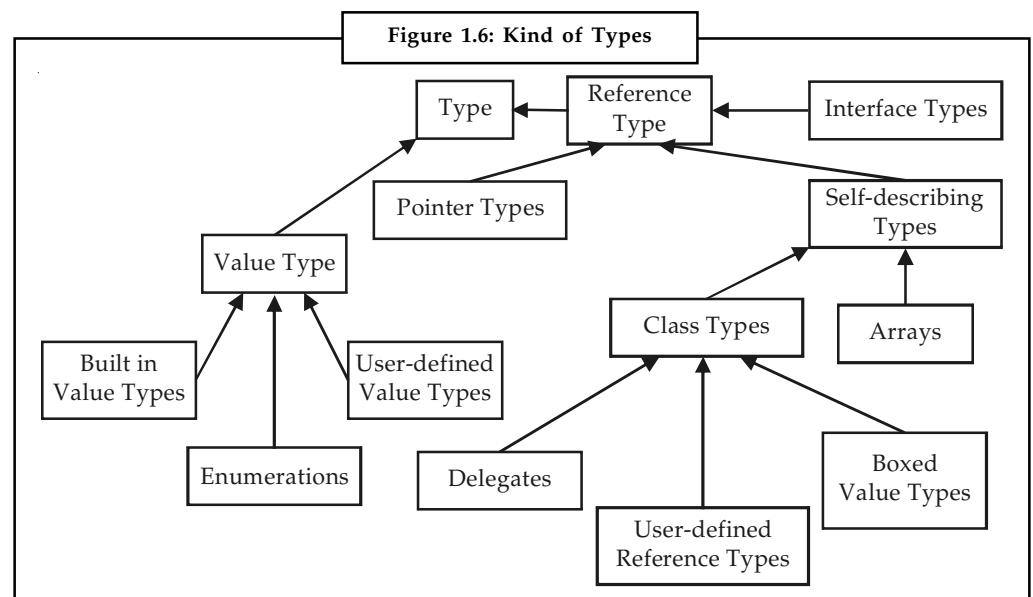 Figure 1.6: Kind of Types
Type
Reference
Type
Interface Types
Pointer Types
Self-describing
Types
Value Type
Class Types
Arrays
Built in
Value Types
User-defined
Value Types
Enumerations
Delegates
Boxed
Value Types
User-defined
Reference Types